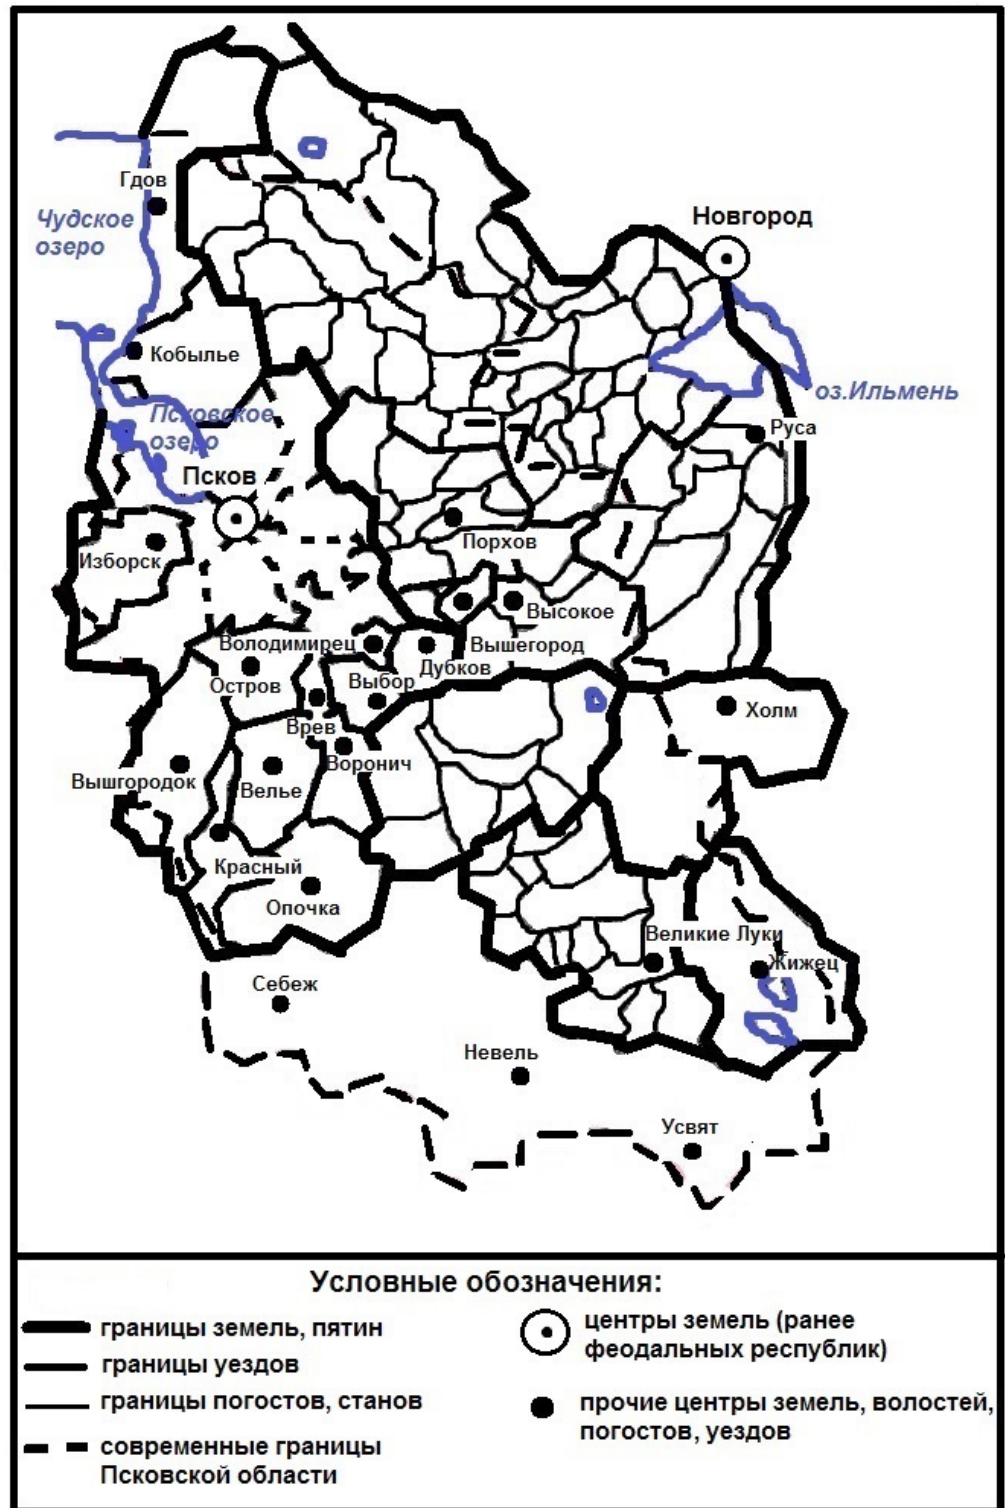 Гдов
Чудское
озеро
Новгород
Кобылье
Псковское
озеро
оз.Ильмень
Руса
Псков
Порхов
Изборск
Высокое
Володимирец
Вышегород
Дубков
Остров
Выбор
Холм
Врев
Воронич
Вышгородок
Велье
Красный
Опочка
Великие Луки
Жижец
Себеж
Невель
Усвят
Условные обозначения:
границы земель, пятин
границы уездов
границы погостов, станов
современные границы
Псковской области
центры земель (ранее
феодальных республик)
прочие центры земель, волостей,
погостов, уездов